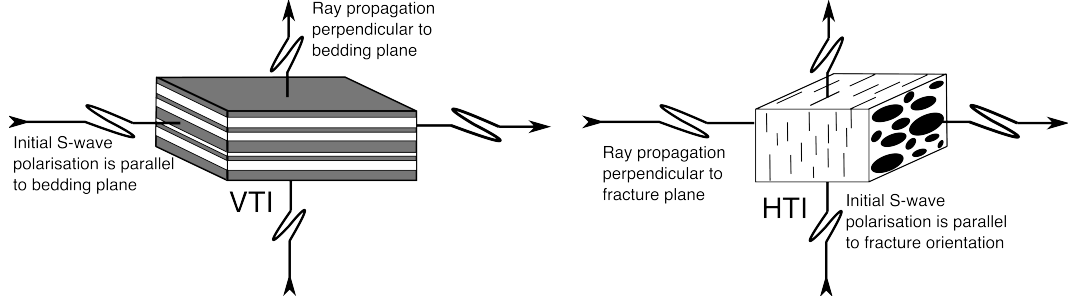 Ray propagation
perpendicular to
bedding plane
Initial S-wave
polarisation is parallel
to bedding plane
VTI
Ray propagation
perpendicular to
fracture plane
HTI
Initial S-wave
polarisation is parallel
to fracture orientation